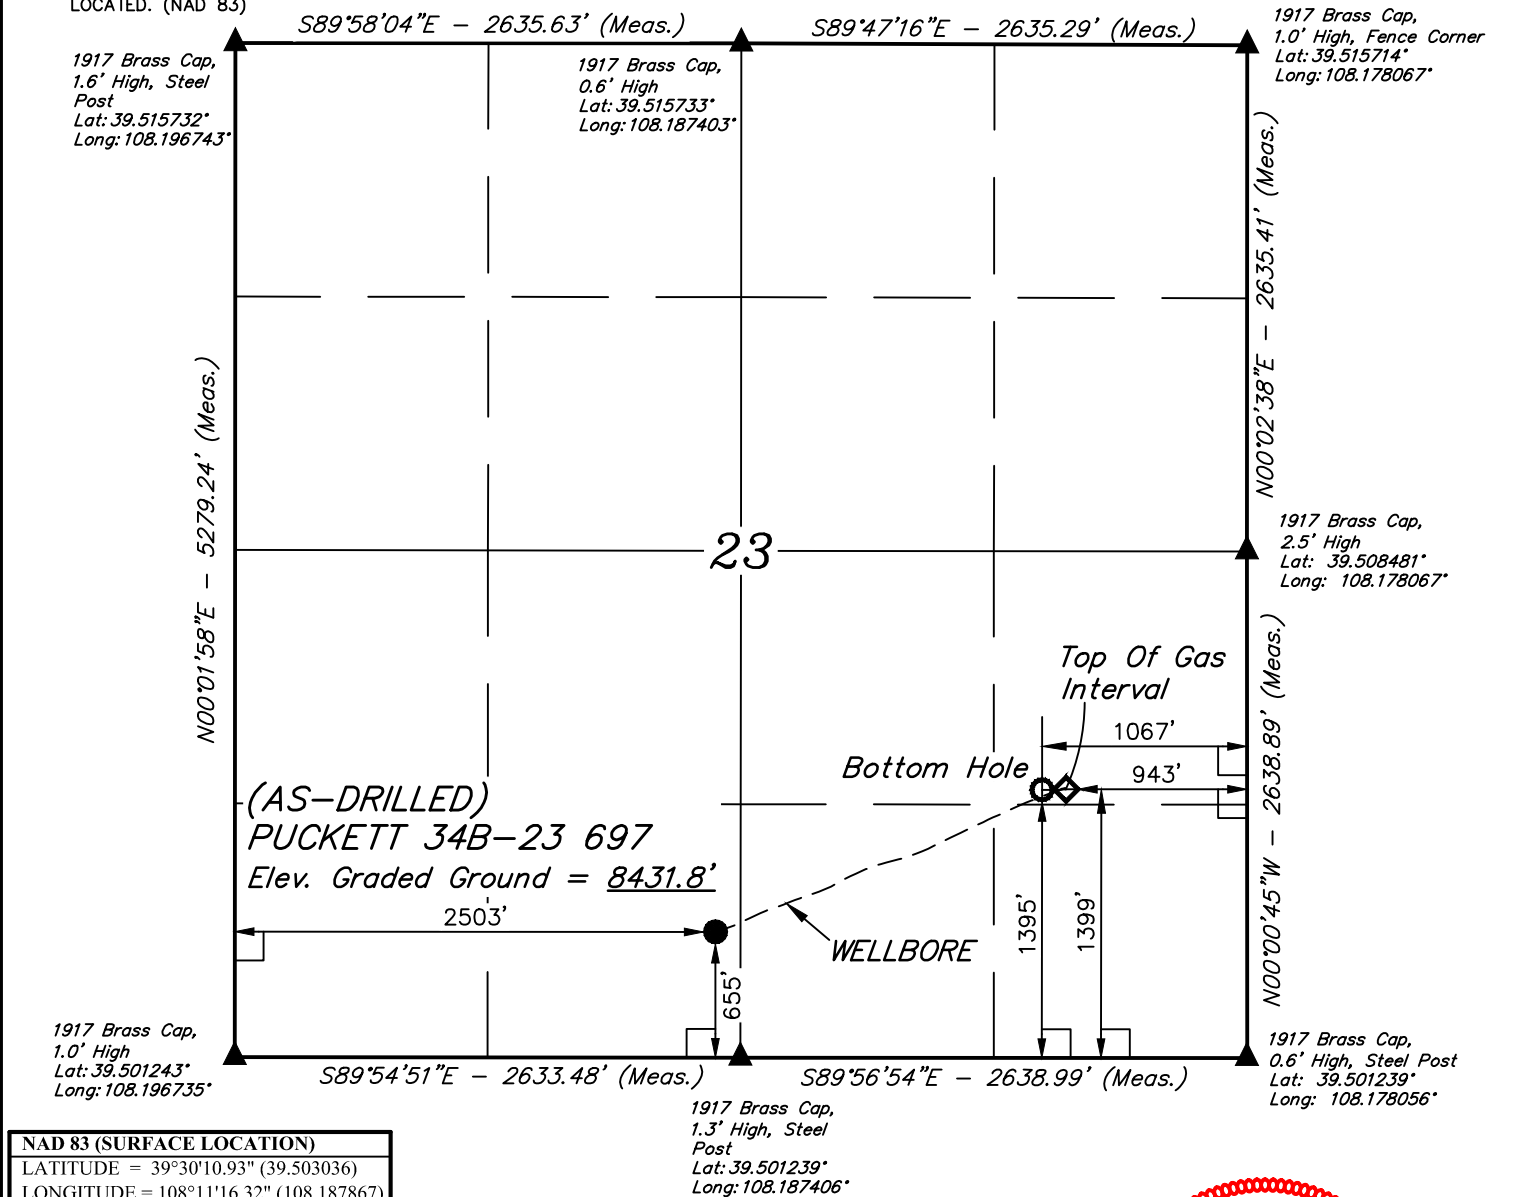 LOCATED. (NAD 83)
S89°58'04"E - 2635.63' (Meas.)
S89°47'16"E - 2635.29' (Meas.)
1917 Brass Cap,
1.0' High, Fence Corner
Lat: 39.515714°
Long: 108.178067°
1917 Brass Cap,
1.6' High, Steel
Post
Lat: 39.515732°
Long: 108.196743°
1917 Brass Cap,
0.6' High
Lat: 39.515733°
Long: 108.187403°
N00°02'38"E - 2635.41' (Meas.)
N00°01'58"E - 5279.24' (Meas.)
23
1917 Brass Cap,
2.5' High
Lat: 39.508481°
Long: 108.178067°
Top Of Gas
Interval
1067'
Bottom Hole
943'
N00°00'45"W - 2638.89' (Meas.)
(AS-DRILLED)
PUCKETT 34B-23 697
Elev. Graded Ground = 8431.8'
2503'
WELLBORE
655'
1395'
1399'
1917 Brass Cap,
1.0' High
Lat: 39.501243°
Long: 108.196735°
S89°54'51"E - 2633.48' (Meas.)
S89°56'54"E - 2638.99' (Meas.)
1917 Brass Cap,
0.6' High, Steel Post
Lat: 39.501239°
Long: 108.178056°
1917 Brass Cap,
1.3' High, Steel
Post
Lat: 39.501239°
Long: 108.187406°
NAD 83 (SURFACE LOCATION)
LATITUDE = 39°30'10.93" (39.503036)
LONGITUDE = 108°11'16.32" (108.187867)